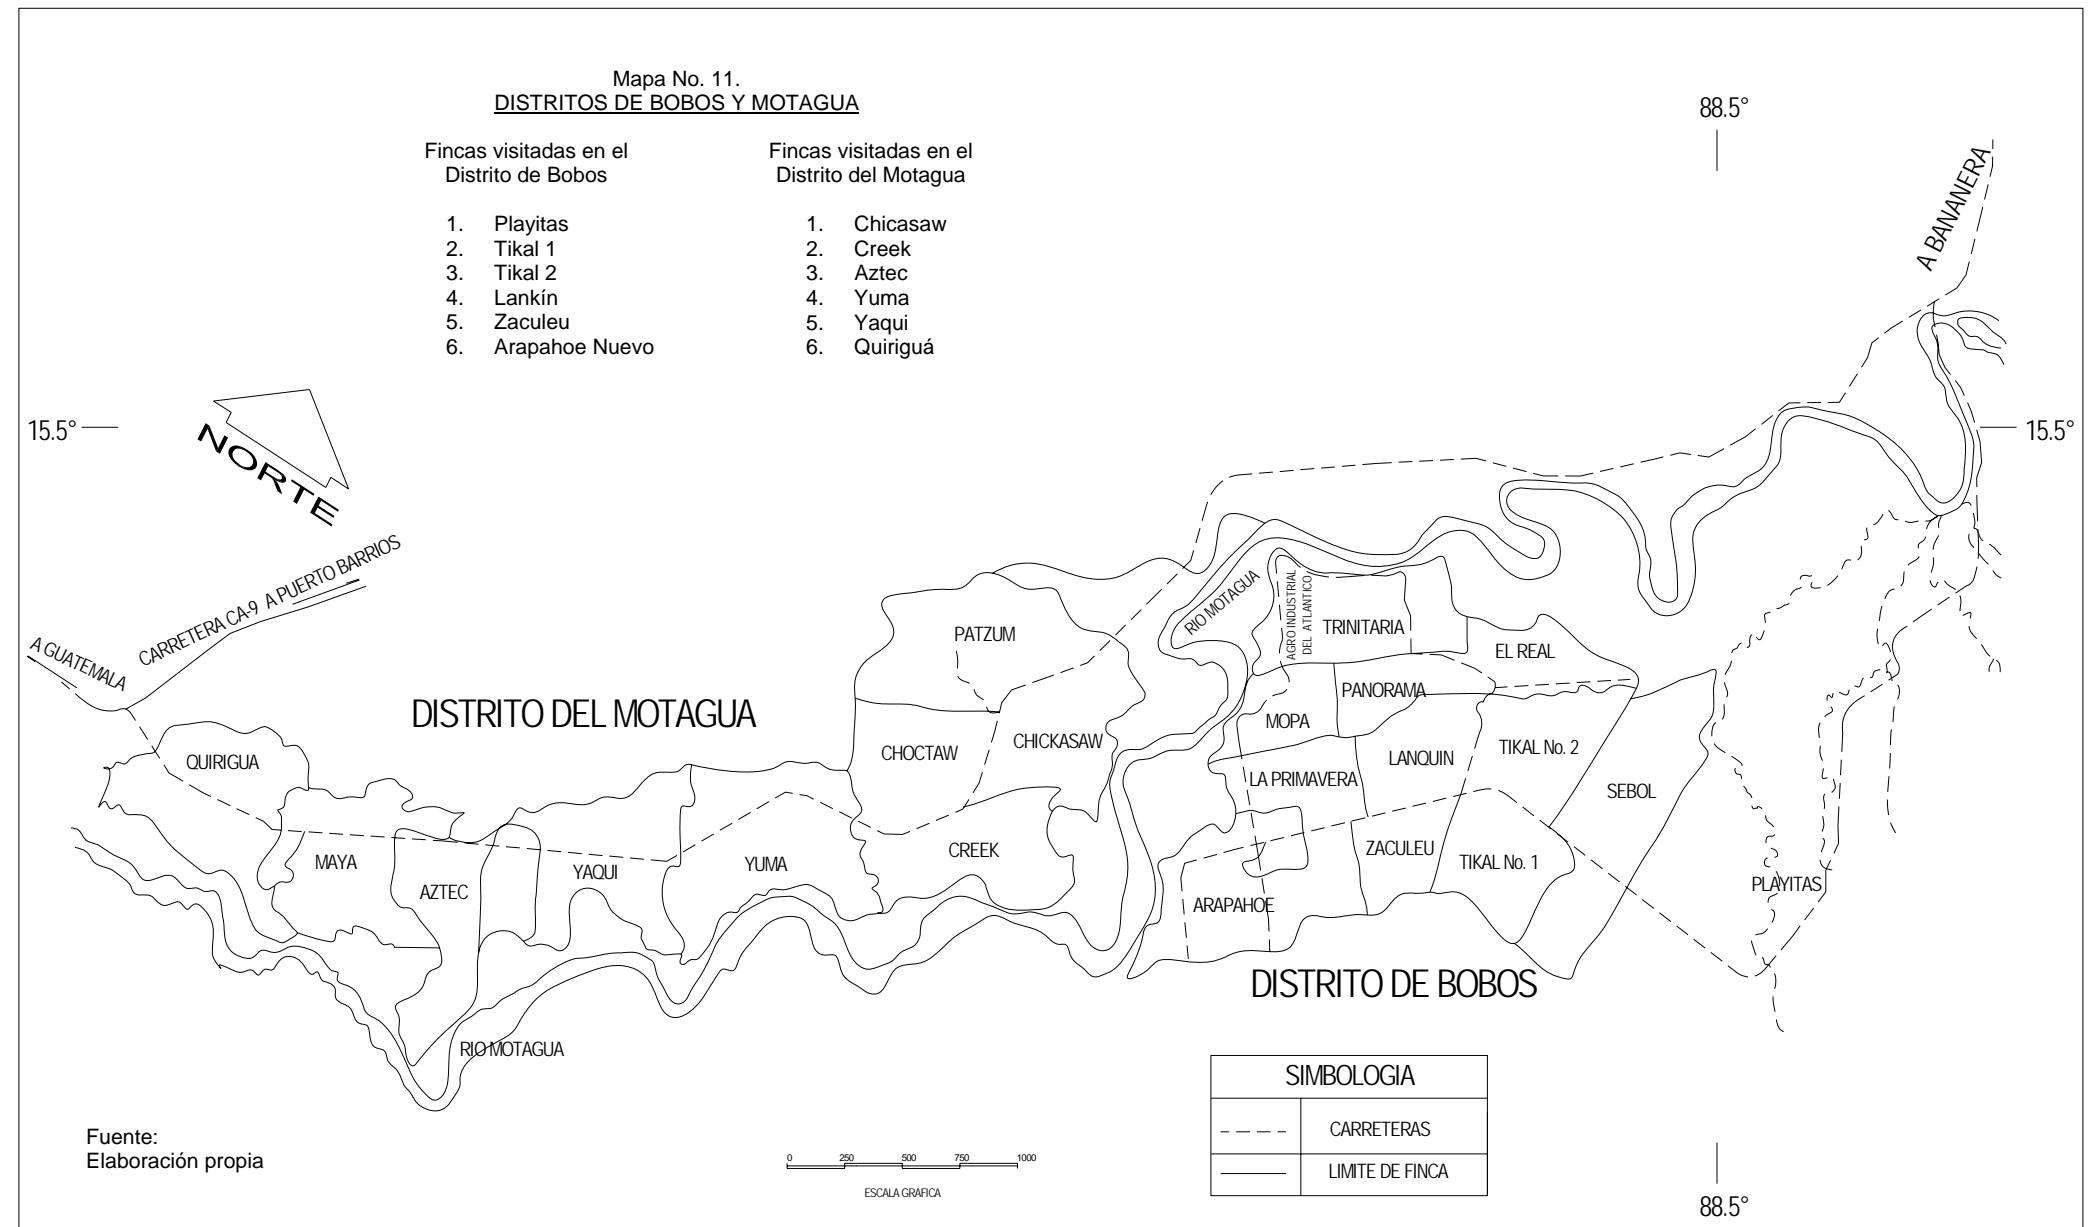 Mapa No. 11.
DISTRITOS DE BOBOS Y MOTAGUA
Fincas visitadas en el
Distrito de Bobos
1. Playitas
2. Tikal 1
3. Tikal 2
4. Lankín
5. Zaculeu
6. Arapahoe Nuevo
Fincas visitadas en el
Distrito del Motagua
1. Chicasaw
2. Creek
3. Aztec
4. Yuma
5. Yaqui
6. Quiriguá
88.5°
A BANANERA
15.5°
15.5°
NORTE
CARRETERA CA-9 A PUERTO BARRIOS
A GUATEMALA
DISTRITO DEL MOTAGUA
PATZUM
RIO MOTAGUA
AGRO INDUSTRIAL
DEL ATLANTICO
TRINITARIA
EL REAL
PANORAMA
MOPA
CHOCTAW
CHICKASAW
LANQUIN
TIKAL No. 2
QUIRIGUA
LA PRIMAVERA
SEBOL
MAYA
AZTEC
YAQUI
YUMA
CREEK
ZACULEU
TIKAL No. 1
PLAYITAS
ARAPAHOE
DISTRITO DE BOBOS
RIO MOTAGUA
SIMBOLOGIA
CARRETERAS
LIMITE DE FINCA
Fuente:
Elaboración propia
0 250 500 750 1000
ESCALA GRAFICA
88.5°